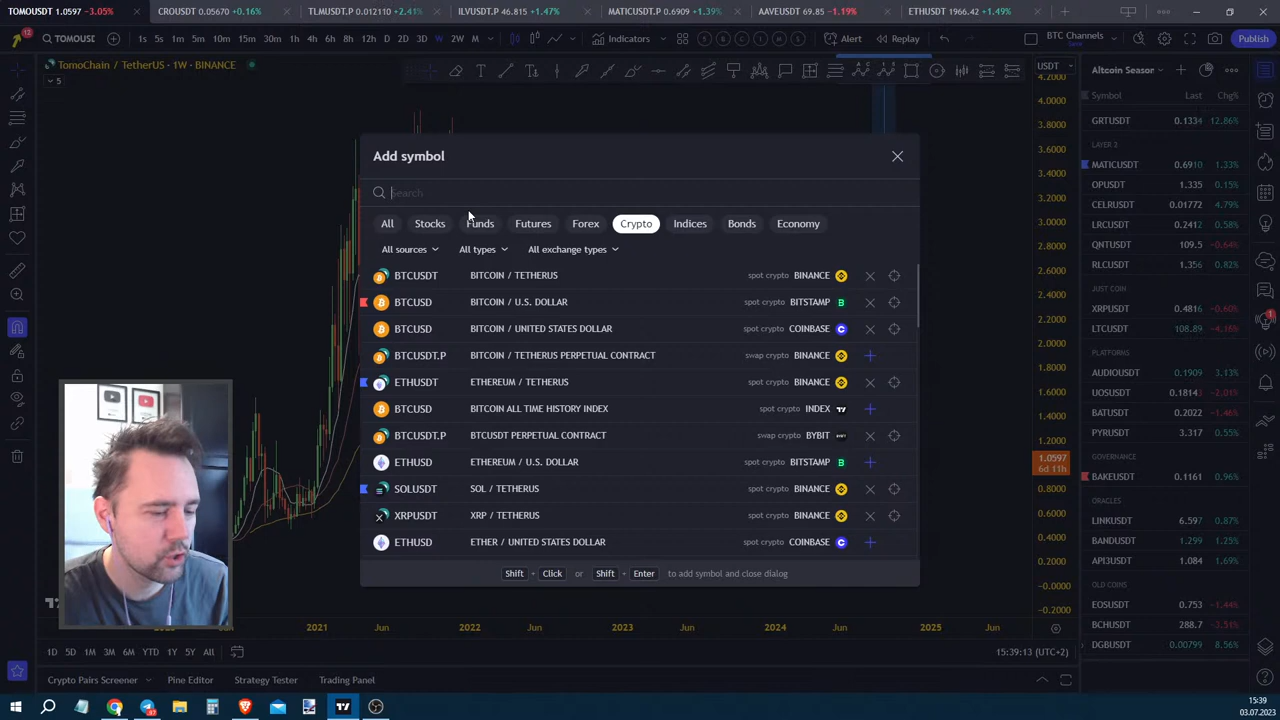 TOMOUSDT 1.0597 −3.05%
CROUSDT 0.05670 +0.16%
TLMUSDT.P 0.012110 +2.41%
ILVUSDT.P 46.815 +1.47%
MATICUSDT.P 0.6909 +1.39%
AAVEUSDT 69.85 −1.19%
ETHUSDT 1966.42 +1.49%
12
TOMOUSD
1s 5s 1m 5m 10m 15m 30m 1h 4h 6h 8h 12h D 2D 3D W 2W M
Indicators
Alert
Replay
BTC Channels
Save
Publish
TomoChain / TetherUS · 1W · BINANCE
5
USDT
4.2000
4.0000
3.8000
3.6000
3.4000
3.2000
3.0000
2.8000
2.6000
2.4000
2.2000
2.0000
1.8000
1.6000
1.4000
1.2000
1.0597
6d 11h
0.8000
0.6000
0.4000
0.2000
−0.0000
−0.2000
Add symbol
Search
All Stocks Funds Futures Forex Crypto Indices Bonds Economy
All sources All types All exchange types
BTCUSDT BITCOIN / TETHERUS spot crypto BINANCE
BTCUSD BITCOIN / U.S. DOLLAR spot crypto BITSTAMP
BTCUSD BITCOIN / UNITED STATES DOLLAR spot crypto COINBASE
BTCUSDT.P BITCOIN / TETHERUS PERPETUAL CONTRACT swap crypto BINANCE
ETHUSDT ETHEREUM / TETHERUS spot crypto BINANCE
BTCUSD BITCOIN ALL TIME HISTORY INDEX spot crypto INDEX
BTCUSDT.P BTCUSDT PERPETUAL CONTRACT swap crypto BYBIT
ETHUSD ETHEREUM / U.S. DOLLAR spot crypto BITSTAMP
SOLUSDT SOL / TETHERUS spot crypto BINANCE
XRPUSDT XRP / TETHERUS spot crypto BINANCE
ETHUSD ETHER / UNITED STATES DOLLAR spot crypto COINBASE
Shift + Click or Shift + Enter to add symbol and close dialog
Altcoin Season
Symbol Last Chg%
GRTUSDT 0.1334 12.86%
LAYER 2
MATICUSDT 0.6910 1.33%
OPUSDT 1.335 0.15%
CELRUSDT 0.01772 4.79%
LRCUSDT 0.2641 0.58%
QNTUSDT 109.5 0.64%
RLCUSDT 1.356 0.82%
JUST COIN
XRPUSDT 0.4816 −0.60%
LTCUSDT 108.89 −4.16%
PLATFORMS
AUDIOUSDT 0.1909 3.13%
AUCTIONUSDT
BATUSDT 0.2022 −1.46%
PYRUSDT 3.317 0.55%
GOVERNANCE
BAKEUSDT 0.1161 0.96%
ORACLES
LINKUSDT 6.597 0.87%
BANDUSDT 1.299 1.25%
API3USDT 1.084 1.69%
OLD COINS
EOSUSDT 0.753 −1.44%
BCHUSDT 288.7 −2.51%
DGBUSDT 0.00799 8.56%
2021 Jun 2022 Jun 2023 Jun 2024 Jun 2025 Jun
1D 5D 1M 3M 6M YTD 1Y 5Y All
15:39:13 (UTC+2)
Crypto Pairs Screener
Pine Editor
Strategy Tester
Trading Panel
15:39
03.07.2023